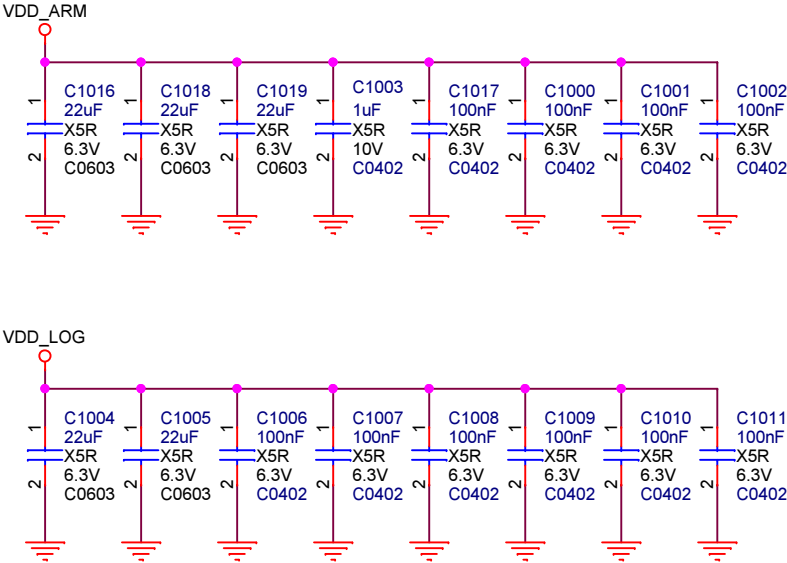 VDD_ARM
C1016
22uF
X5R
6.3V
C0603
1
2
C1018
22uF
X5R
6.3V
C0603
1
2
C1019
22uF
X5R
6.3V
C0603
1
2
C1003
1uF
X5R
10V
C0402
1
2
C1017
100nF
X5R
6.3V
C0402
1
2
C1000
100nF
X5R
6.3V
C0402
1
2
C1001
100nF
X5R
6.3V
C0402
1
2
C1002
100nF
X5R
6.3V
C0402
1
2
VDD_LOG
C1004
22uF
X5R
6.3V
C0603
1
2
C1005
22uF
X5R
6.3V
C0603
1
2
C1006
100nF
X5R
6.3V
C0402
1
2
C1007
100nF
X5R
6.3V
C0402
1
2
C1008
100nF
X5R
6.3V
C0402
1
2
C1009
100nF
X5R
6.3V
C0402
1
2
C1010
100nF
X5R
6.3V
C0402
1
2
C1011
100nF
X5R
6.3V
C0402
1
2